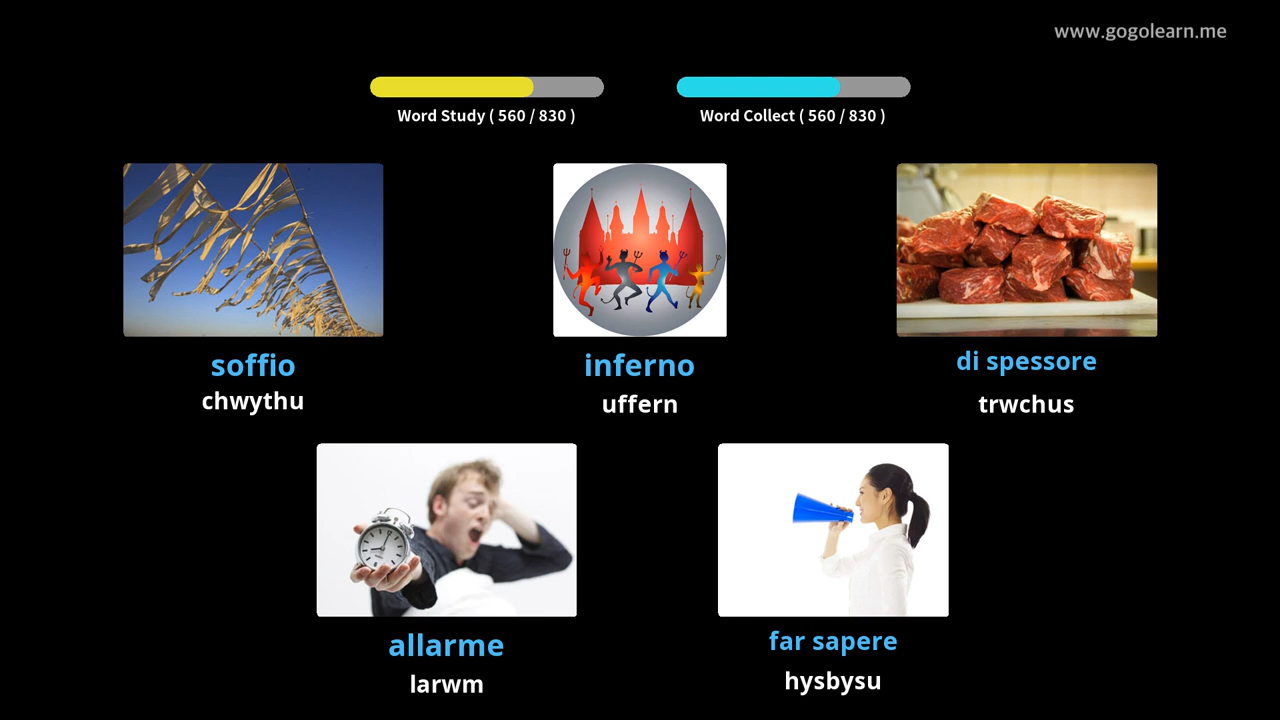 www.gogolearn.me
Word Study ( 560 / 830 )
Word Collect ( 560 / 830 )
soffio
chwythu
inferno
uffern
di spessore
trwchus
allarme
larwm
far sapere
hysbysu